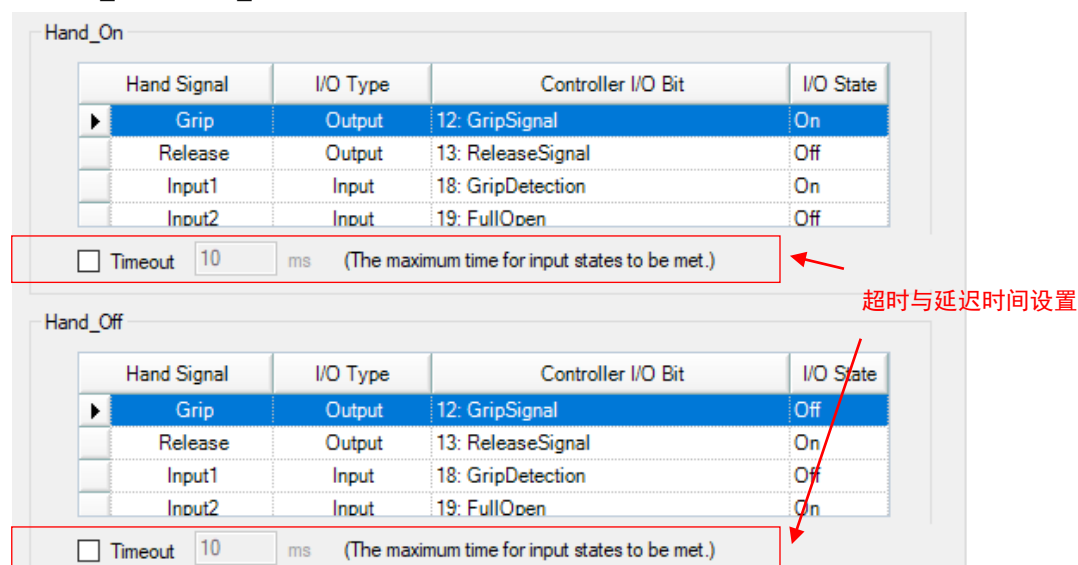 Hand_On
Hand Signal I/O Type Controller I/O Bit I/O State
Grip Output 12: GripSignal On
Release Output 13: ReleaseSignal Off
Input1 Input 18: GripDetection On
Input2 Input 19: FullOpen Off
Timeout 10 ms (The maximum time for input states to be met.)
超时与延迟时间设置
Hand_Off
Hand Signal I/O Type Controller I/O Bit I/O State
Grip Output 12: GripSignal Off
Release Output 13: ReleaseSignal On
Input1 Input 18: GripDetection Off
Input2 Input 19: FullOpen On
Timeout 10 ms (The maximum time for input states to be met.)